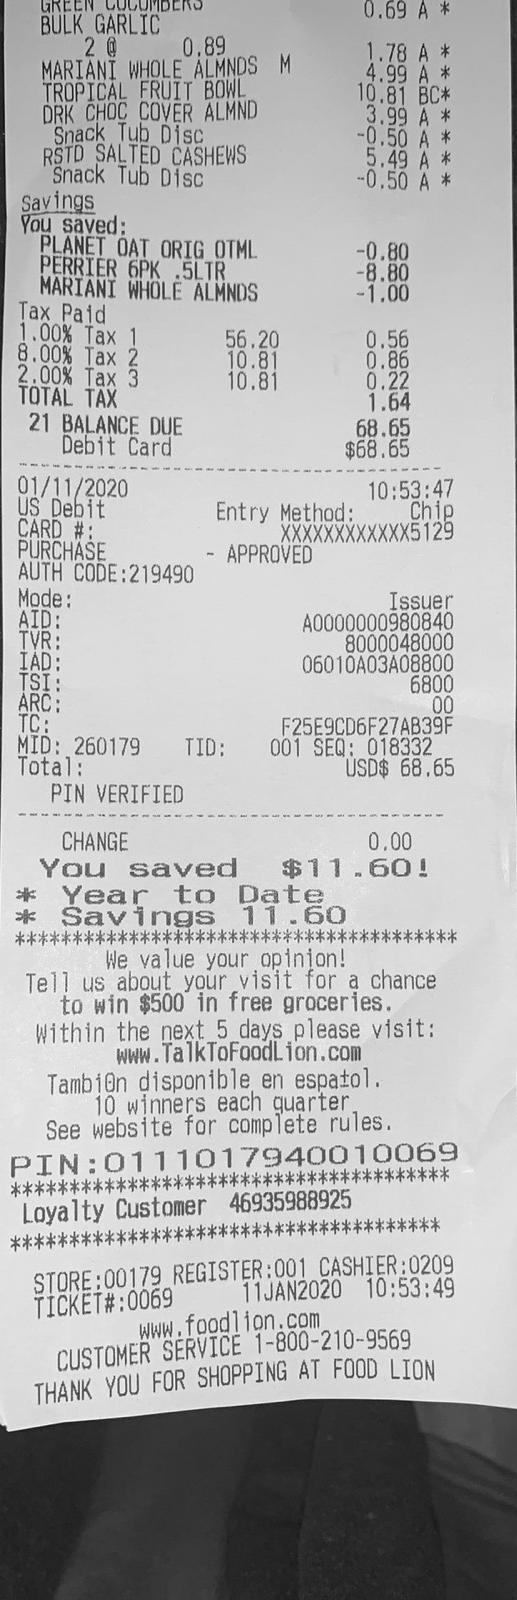 GREEN CUCUMBERS 0.69 A *
BULK GARLIC
2 @ 0.89 1.78 A *
MARIANI WHOLE ALMNDS M 4.99 A *
TROPICAL FRUIT BOWL 10.81 BC*
DRK CHOC COVER ALMND 3.99 A *
Snack Tub Disc -0.50 A *
RSTD SALTED CASHEWS 5.49 A *
Snack Tub Disc -0.50 A *
Savings
You saved:
PLANET OAT ORIG OTML -0.80
PERRIER 6PK .5LTR -8.80
MARIANI WHOLE ALMNDS -1.00
Tax Paid
1.00% Tax 1 56.20 0.56
8.00% Tax 2 10.81 0.86
2.00% Tax 3 10.81 0.22
TOTAL TAX 1.64
21 BALANCE DUE 68.65
Debit Card $68.65
01/11/2020 10:53:47
US Debit Entry Method: Chip
CARD #: XXXXXXXXXXXX5129
PURCHASE - APPROVED
AUTH CODE:219490
Mode: Issuer
AID: A0000000980840
TVR: 8000048000
IAD: 06010A03A08800
TSI: 6800
ARC: 00
TC: F25E9CD6F27AB39F
MID: 260179 TID: 001 SEQ: 018332
Total: USD$ 68.65
PIN VERIFIED
CHANGE 0.00
You saved $11.60!
* Year to Date
* Savings 11.60
****************************************
We value your opinion!
Tell us about your visit for a chance
to win $500 in free groceries.
Within the next 5 days please visit:
www.TalkToFoodLion.com
Tambi0n disponible en espa±ol.
10 winners each quarter
See website for complete rules.
PIN:0111017940010069
****************************************
Loyalty Customer 46935988925
****************************************
STORE:00179 REGISTER:001 CASHIER:0209
TICKET#:0069 11JAN2020 10:53:49
www.foodlion.com
CUSTOMER SERVICE 1-800-210-9569
THANK YOU FOR SHOPPING AT FOOD LION